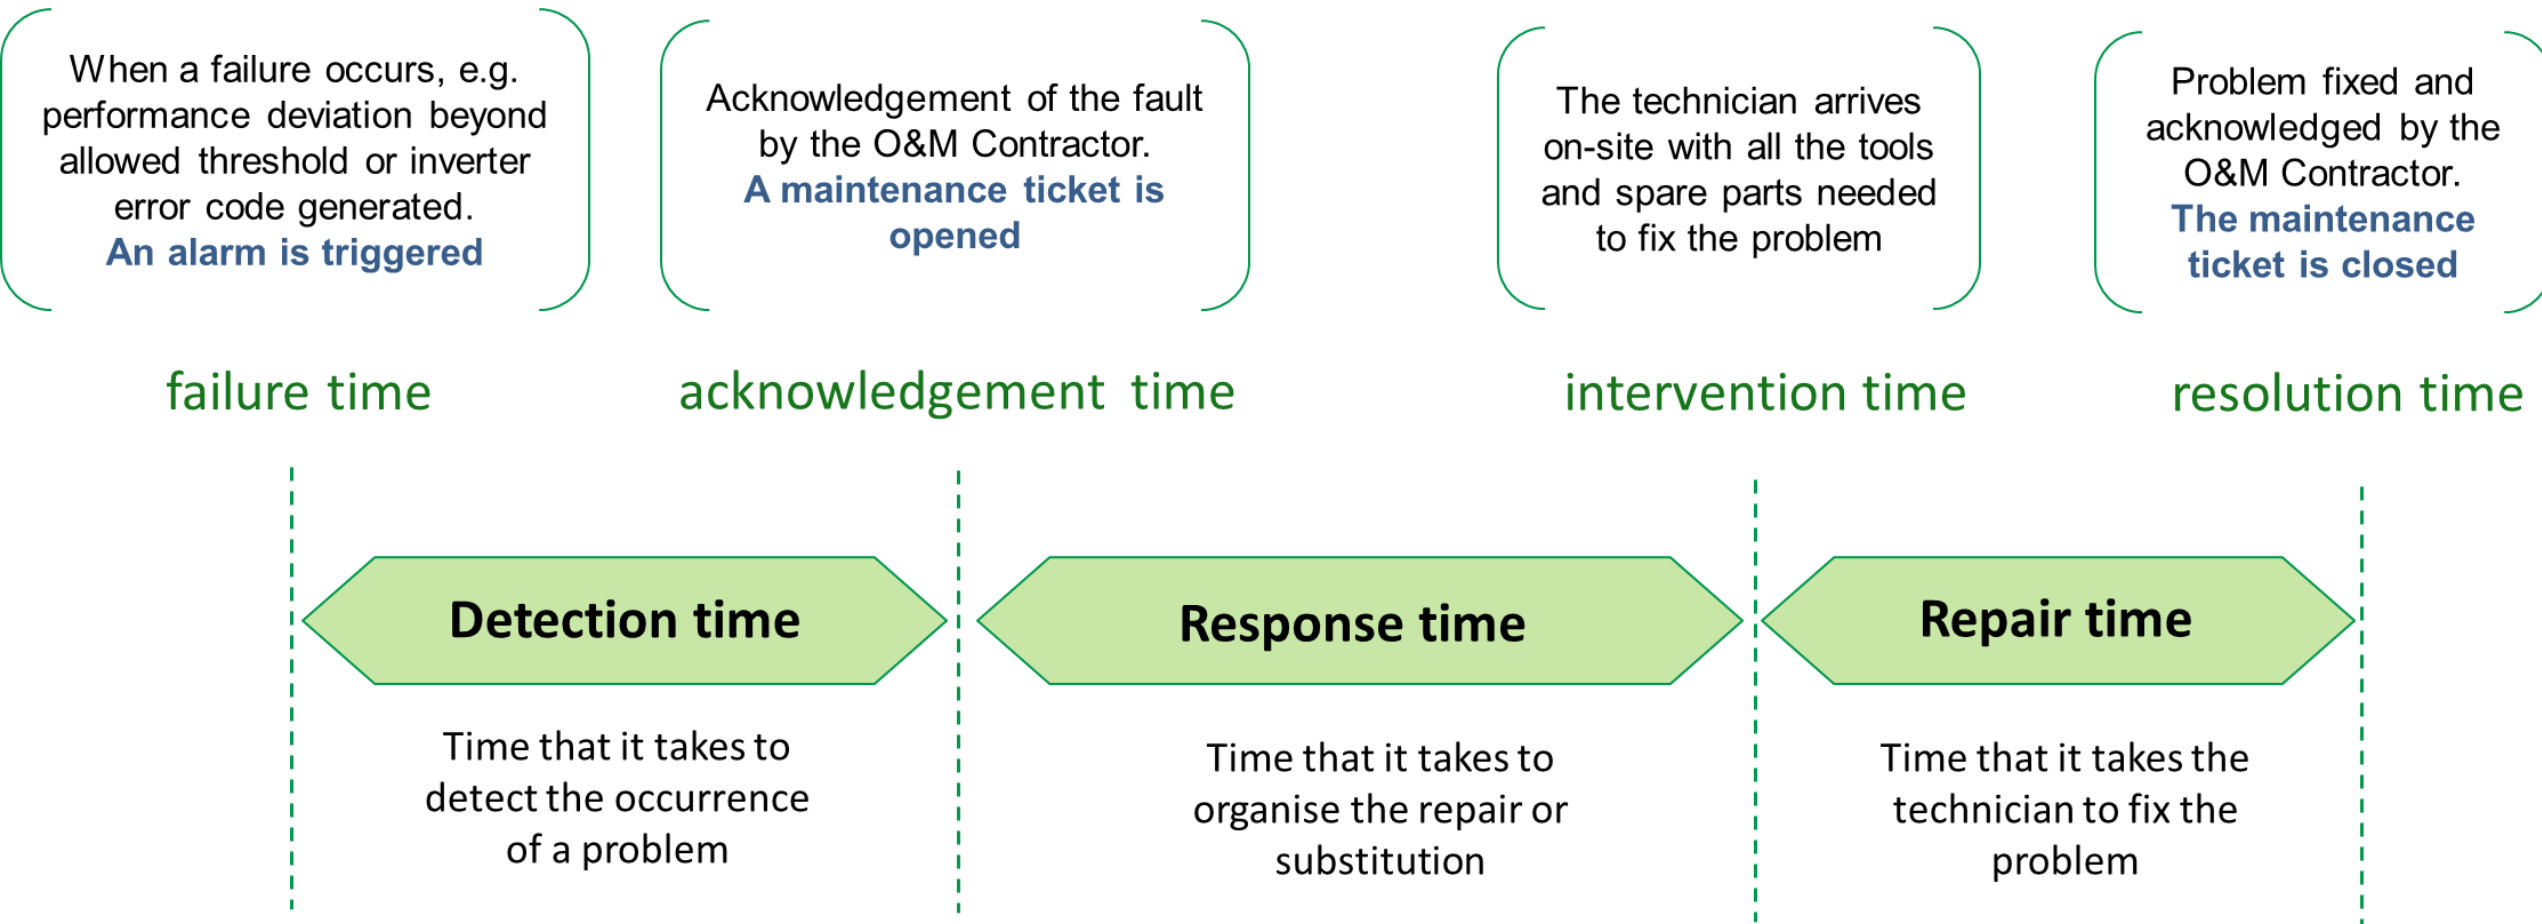 When a failure occurs, e.g.
performance deviation beyond
allowed threshold or inverter
error code generated.
An alarm is triggered
Acknowledgement of the fault
by the O&M Contractor.
A maintenance ticket is
opened
The technician arrives
on-site with all the tools
and spare parts needed
to fix the problem
Problem fixed and
acknowledged by the
O&M Contractor.
The maintenance
ticket is closed
failure time
acknowledgement time
intervention time
resolution time
Detection time
Response time
Repair time
Time that it takes to
detect the occurrence
of a problem
Time that it takes to
organise the repair or
substitution
Time that it takes the
technician to fix the
problem